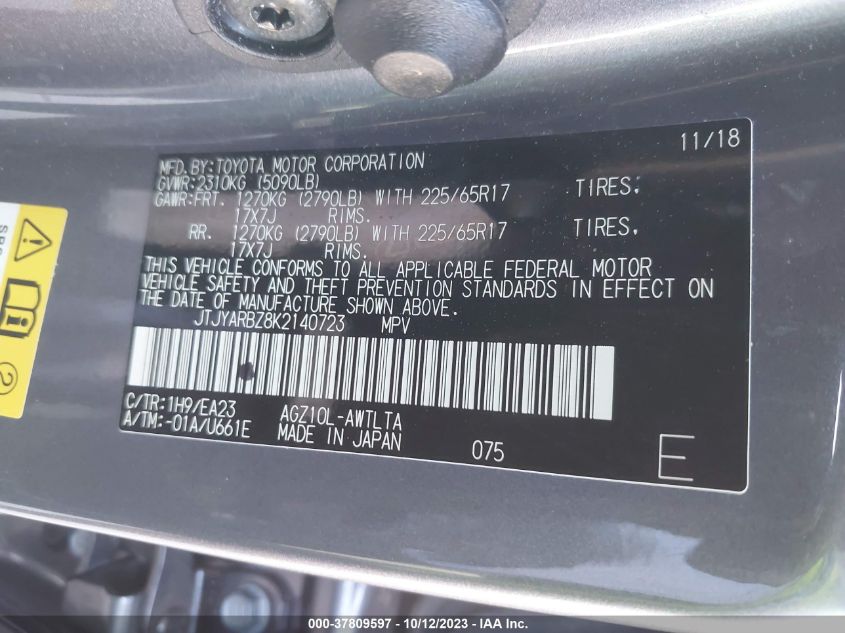 11/18
MFD. BY: TOYOTA MOTOR CORPORATION
GVWR: 2310KG (5090LB)
GAWR: FRT. 1270KG (2790LB) WITH 225/65R17 TIRES,
17X7J RIMS.
RR. 1270KG (2790LB) WITH 225/65R17 TIRES,
17X7J RIMS.
THIS VEHICLE CONFORMS TO ALL APPLICABLE FEDERAL MOTOR
VEHICLE SAFETY AND THEFT PREVENTION STANDARDS IN EFFECT ON
THE DATE OF MANUFACTURE SHOWN ABOVE.
JTJYARBZ8K2140723 MPV
C/TR: 1H9/EA23 AGZ10L-AWTLTA
A/TM: -01A/U661E MADE IN JAPAN 075
E
2
000-37809597 - 10/12/2023 - IAA Inc.